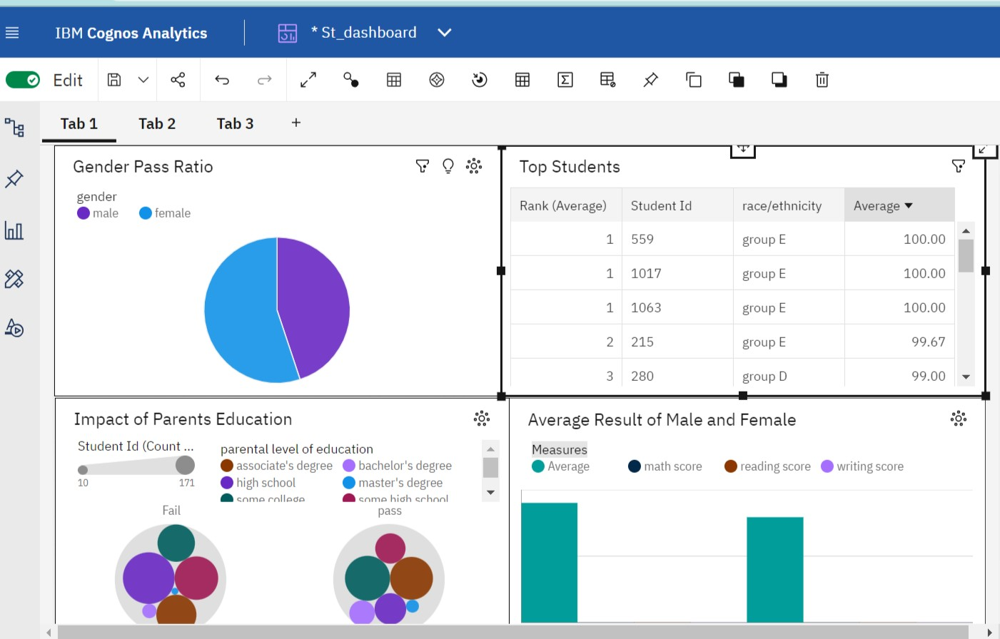 IBM Cognos Analytics
* St_dashboard
Edit
Tab 1 Tab 2 Tab 3 +
Gender Pass Ratio
gender
male female
Top Students
Rank (Average) Student Id race/ethnicity Average
1 559 group E 100.00
1 1017 group E 100.00
1 1063 group E 100.00
2 215 group E 99.67
3 280 group D 99.00
Impact of Parents Education
Student Id (Count ...
10 171
parental level of education
associate's degree bachelor's degree
high school master's degree
some college some high school
Fail pass
Average Result of Male and Female
Measures
Average math score reading score writing score